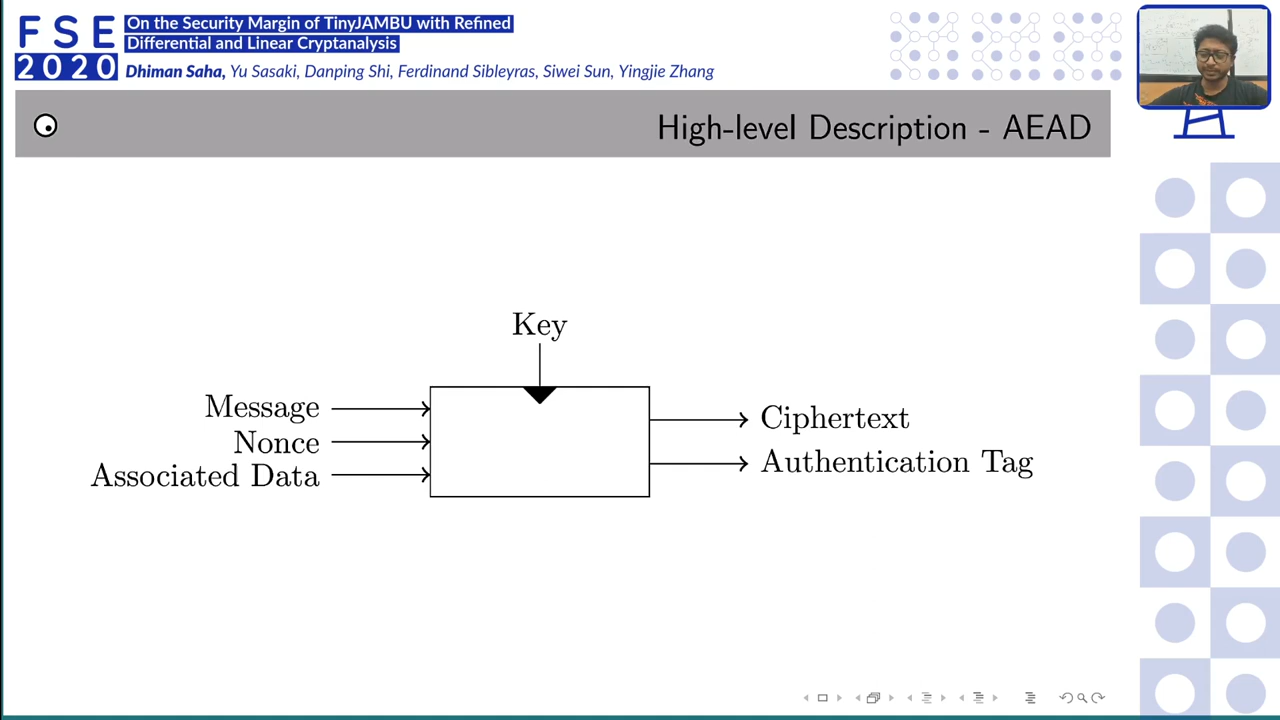 FSE
2020
On the Security Margin of TinyJAMBU with Refined
Differential and Linear Cryptanalysis
Dhiman Saha, Yu Sasaki, Danping Shi, Ferdinand Sibleyras, Siwei Sun, Yingjie Zhang
High-level Description - AEAD
Key
Message
Nonce
Associated Data
Ciphertext
Authentication Tag